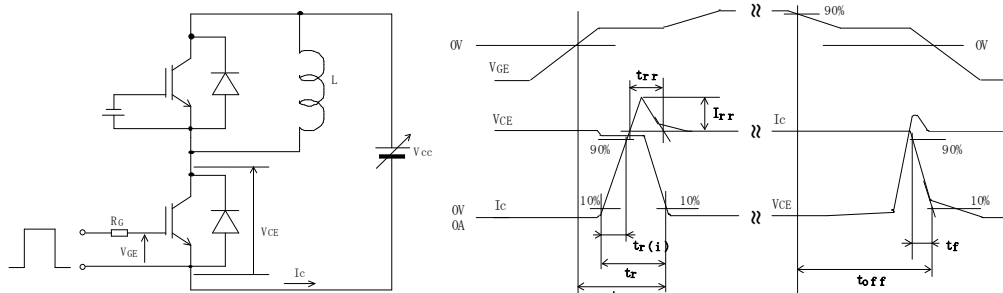 L
Vcc
RG
VGE
VCE
Ic
0V
VGE
90%
0V
trr
Irr
VCE
90%
Ic
90%
0V
0A
Ic
10%
10%
VCE
10%
tr(i)
tr
tf
toff